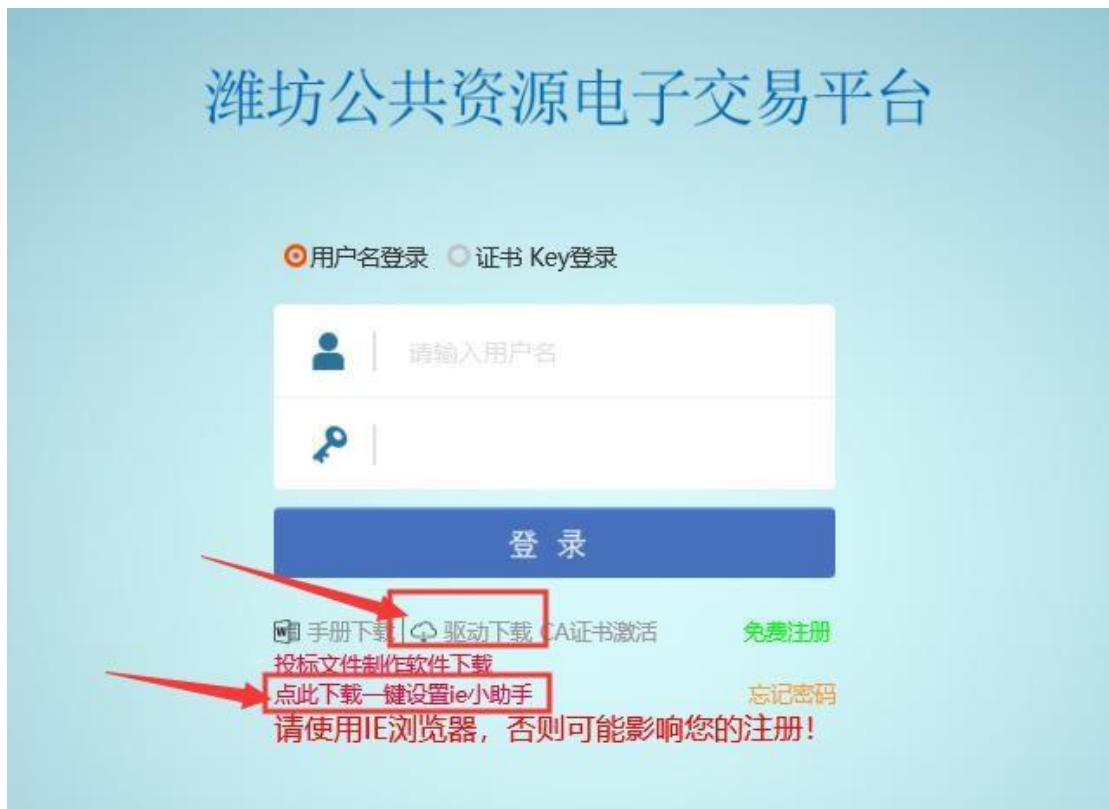 潍坊公共资源电子交易平台
用户名登录 证书 Key登录
请输入用户名
登 录
手册下载 驱动下载 CA证书激活 免费注册
投标文件制作软件下载
点此下载一键设置ie小助手 忘记密码
请使用IE浏览器，否则可能影响您的注册！